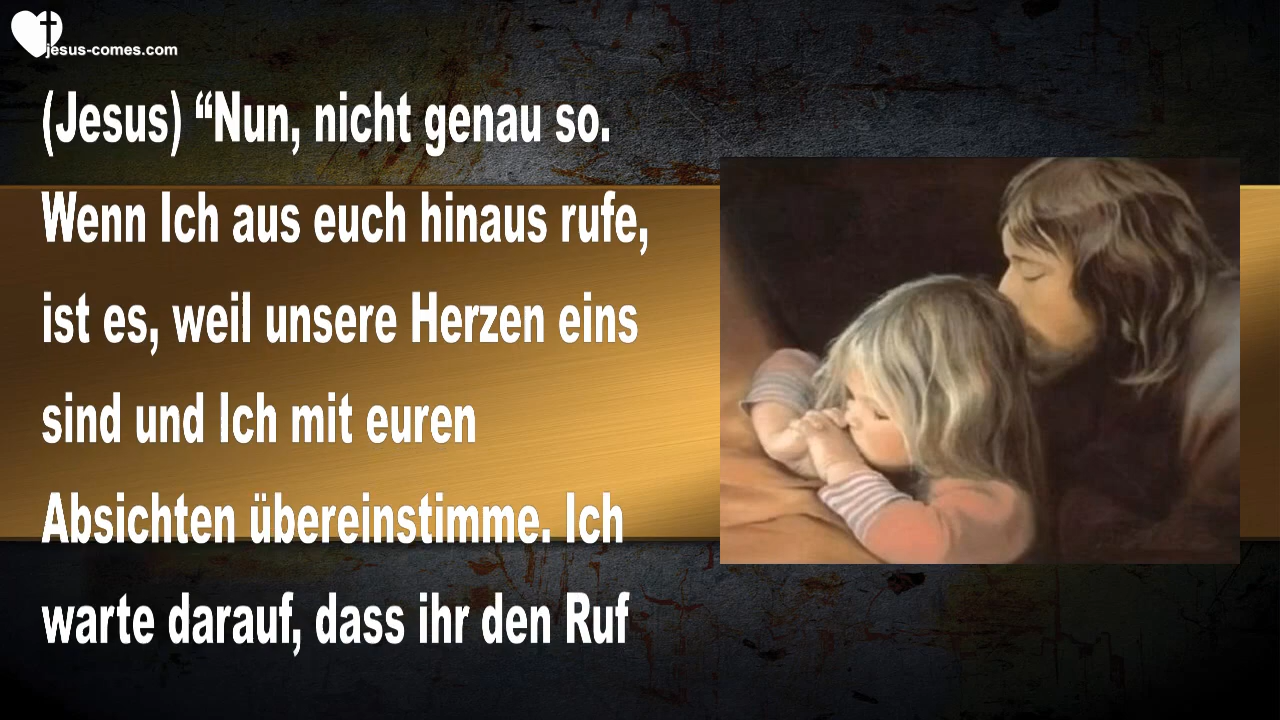 jesus-comes.com
(Jesus) “Nun, nicht genau so.
Wenn Ich aus euch hinaus rufe,
ist es, weil unsere Herzen eins
sind und Ich mit euren
Absichten übereinstimme. Ich
warte darauf, dass ihr den Ruf